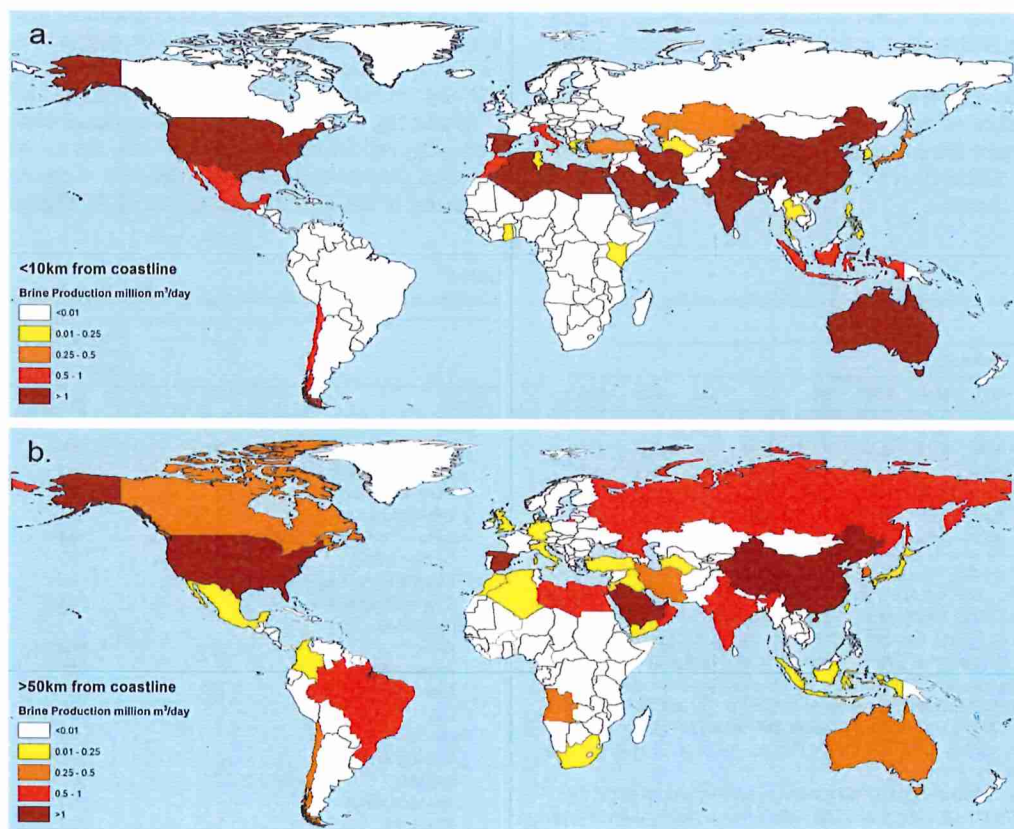 a.
<10km from coastline
Brine Production million m³/day
<0.01
0.01 - 0.25
0.25 - 0.5
0.5 - 1
> 1
b.
>50km from coastline
Brine Production million m³/day
<0.01
0.01 - 0.25
0.25 - 0.5
0.5 - 1
>1